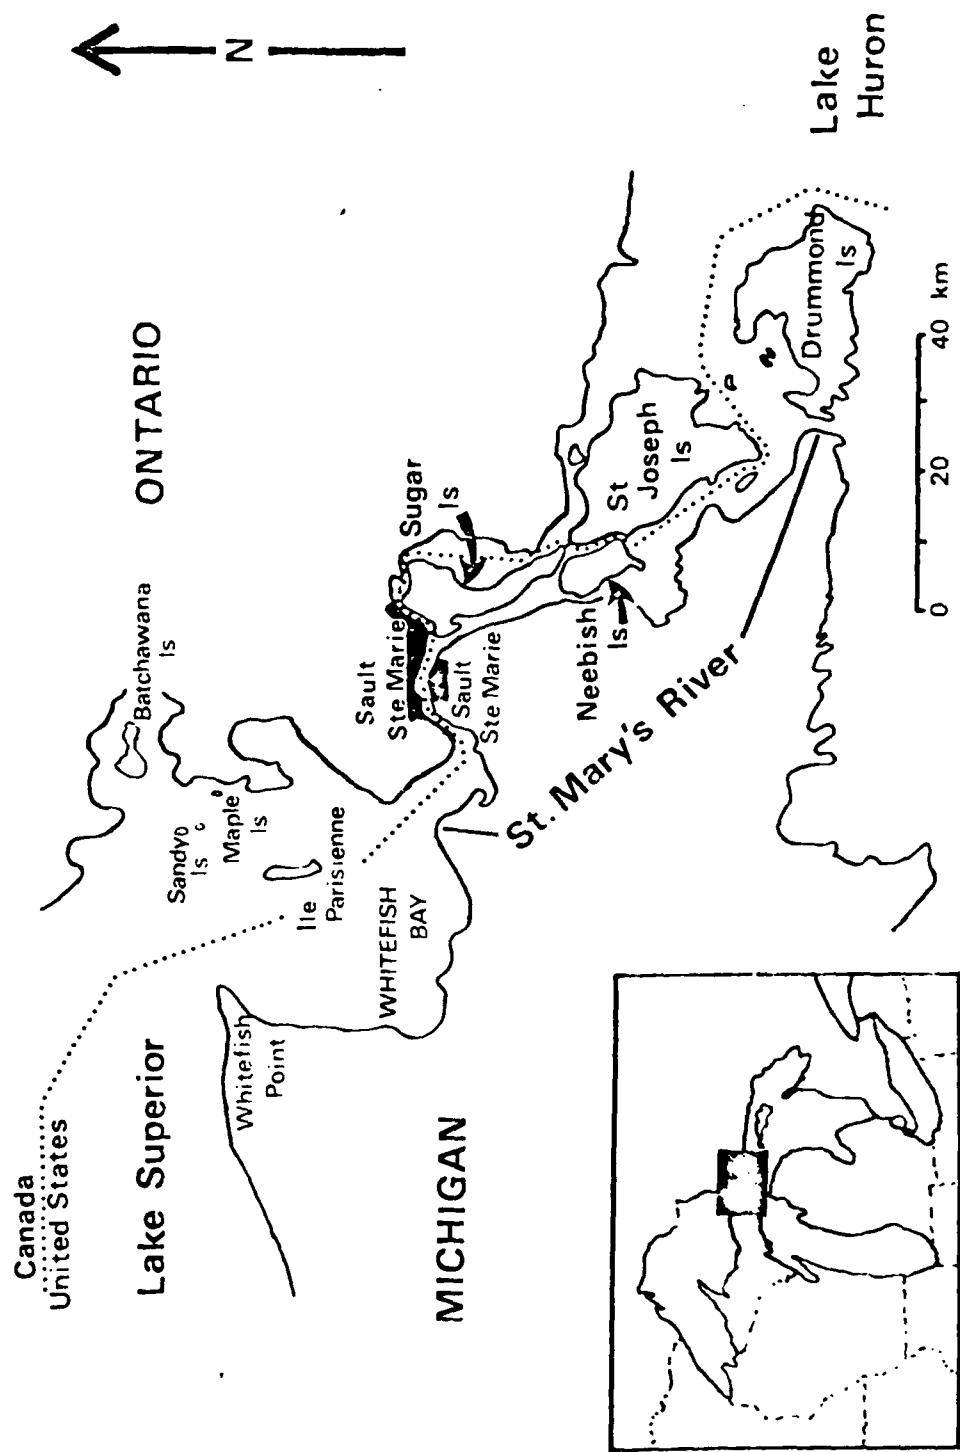 Canada
United States
Lake Superior
Whitefish
Point
MICHIGAN
WHITEFISH
BAY
Ile
Parisienne
Sandy
Is
Maple
Is
Batchawana
Is
ONTARIO
N
Sault
Ste Marie
Sault
Ste Marie
Sugar
Is
Neebish
Is
St
Joseph
Is
St. Mary's River
Drummond
Is
Lake
Huron
0 20 40 km